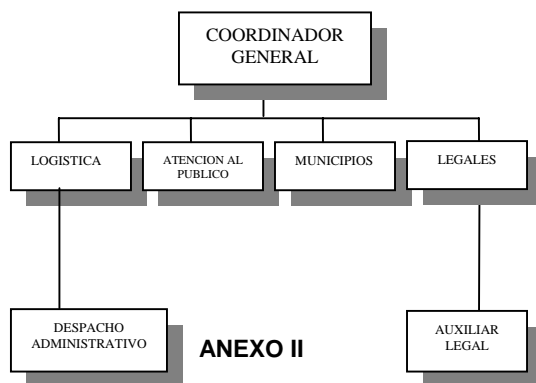 COORDINADOR
GENERAL
LOGISTICA
ATENCION AL
PUBLICO
MUNICIPIOS
LEGALES
DESPACHO
ADMINISTRATIVO
ANEXO II
AUXILIAR
LEGAL